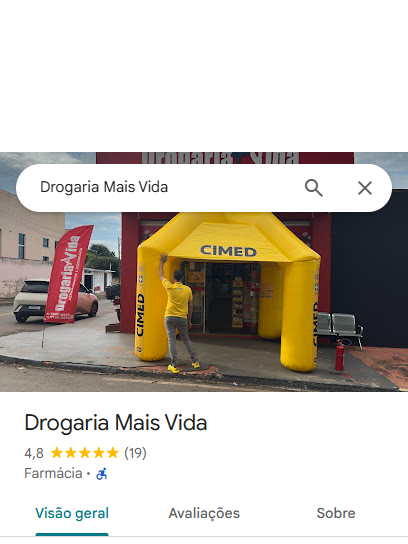 Drogaria Vida
Drogaria Mais Vida
CIMED
drogaria Vida
CIMED
CIMED
Drogaria Mais Vida
4,8 (19)
Farmácia ·
Visão geral
Avaliações
Sobre